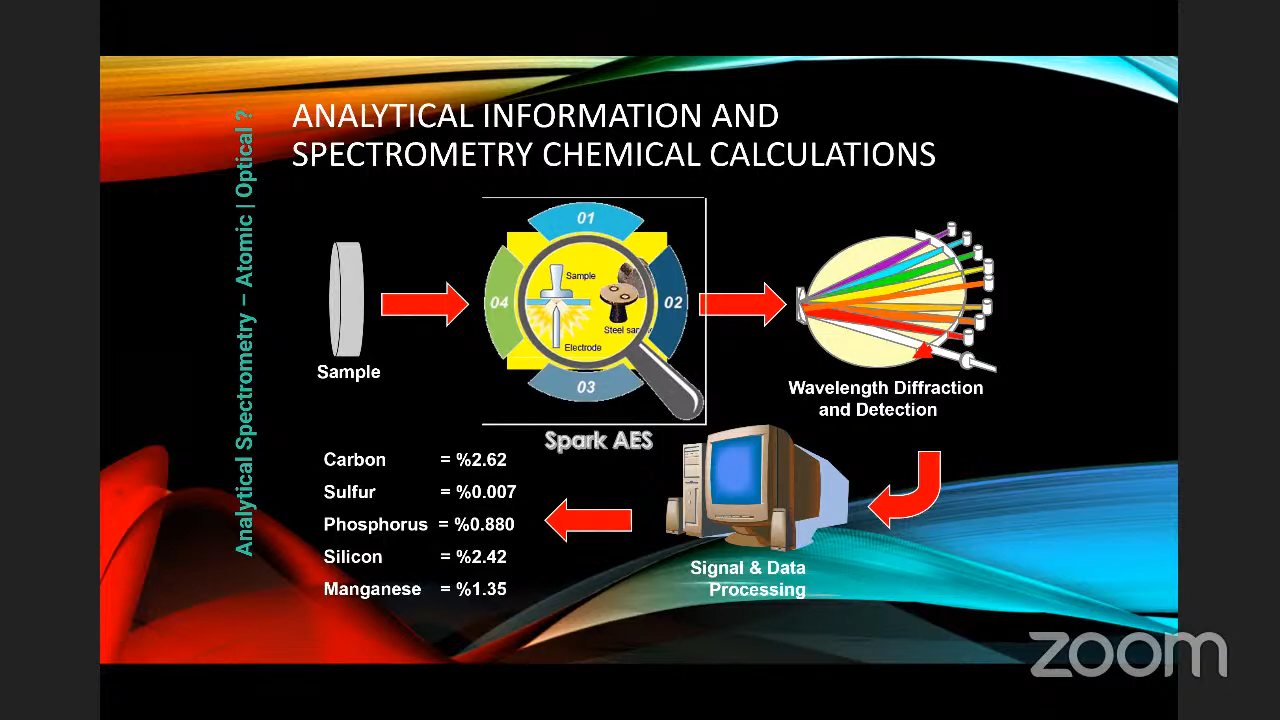 ANALYTICAL INFORMATION AND
SPECTROMETRY CHEMICAL CALCULATIONS
Analytical Spectrometry – Atomic | Optical ?
Sample
01
02
03
04
Sample
Steel
Electrode
Spark AES
Wavelength Diffraction
and Detection
Carbon = %2.62
Sulfur = %0.007
Phosphorus = %0.880
Silicon = %2.42
Manganese = %1.35
Signal & Data
Processing
zoom